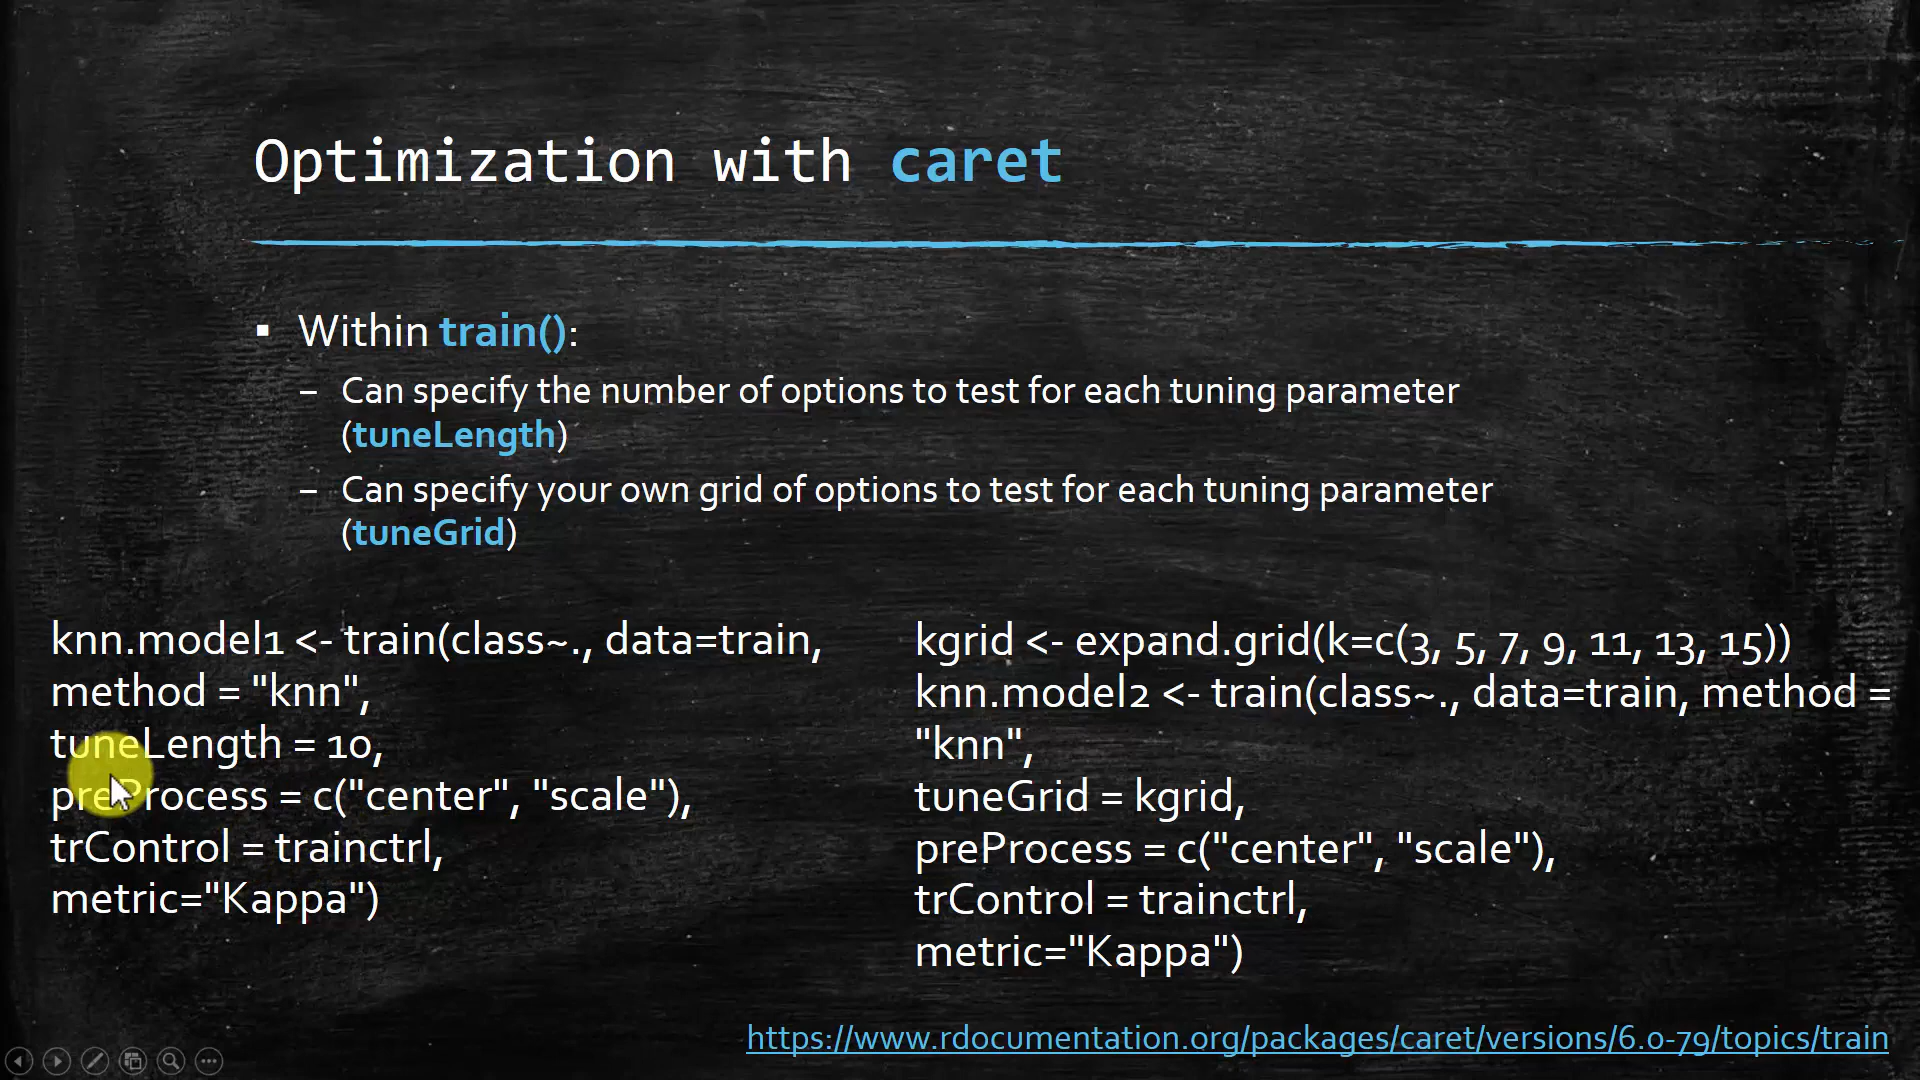 Optimization with caret
▪ Within train():
– Can specify the number of options to test for each tuning parameter
(tuneLength)
– Can specify your own grid of options to test for each tuning parameter
(tuneGrid)
knn.model1 <- train(class~., data=train,
method = "knn",
tuneLength = 10,
preProcess = c("center", "scale"),
trControl = trainctrl,
metric="Kappa")
kgrid <- expand.grid(k=c(3, 5, 7, 9, 11, 13, 15))
knn.model2 <- train(class~., data=train, method =
"knn",
tuneGrid = kgrid,
preProcess = c("center", "scale"),
trControl = trainctrl,
metric="Kappa")
https://www.rdocumentation.org/packages/caret/versions/6.0-79/topics/train